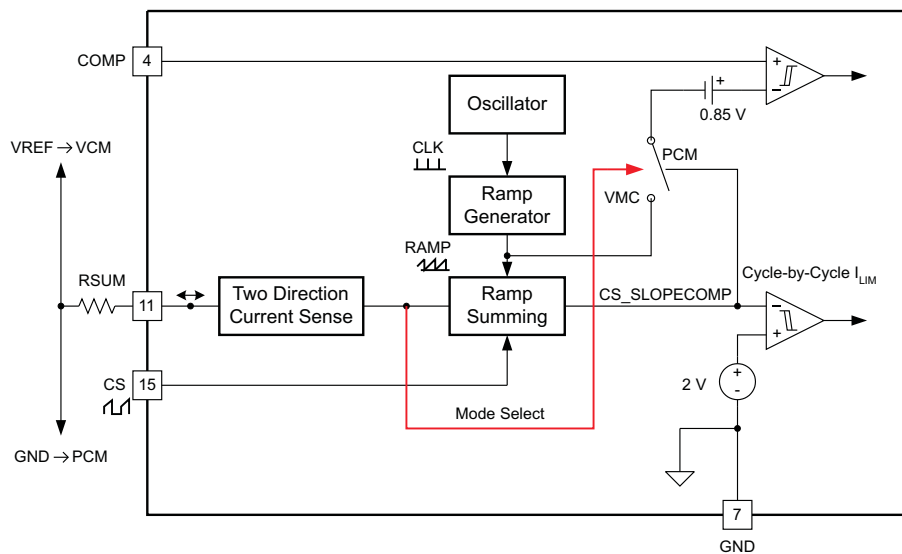 COMP
4
Oscillator
+
0.85 V
+
−
VREF → VCM
CLK
PCM
Ramp
Generator
VMC
RAMP
RSUM
11
Two Direction
Current Sense
Ramp
Summing
CS_SLOPECOMP
Cycle-by-Cycle ILIM
−
+
CS
15
2 V
+
-
Mode Select
GND → PCM
7
GND